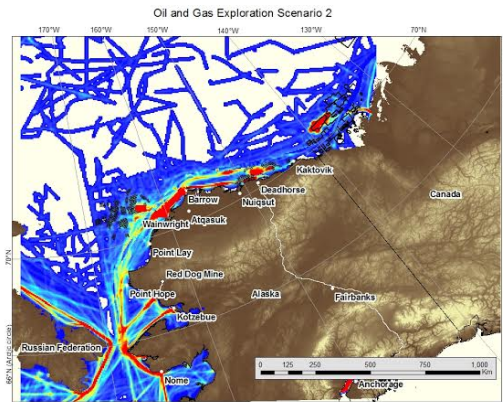 Oil and Gas Exploration Scenario 2
170°W
160°W
150°W
140°W
130°W
120°W
70°W
Kaktovik
Deadhorse
Barrow
Nuiqsut
Canada
Atqasuk
Wainwright
Point Lay
70°N
Red Dog Mine
Point Hope
Alaska
Fairbanks
Kotzebue
Russian Federation
66°N (Arctic circle)
0 125 250 500 750 1,000
Km
Nome
Anchorage